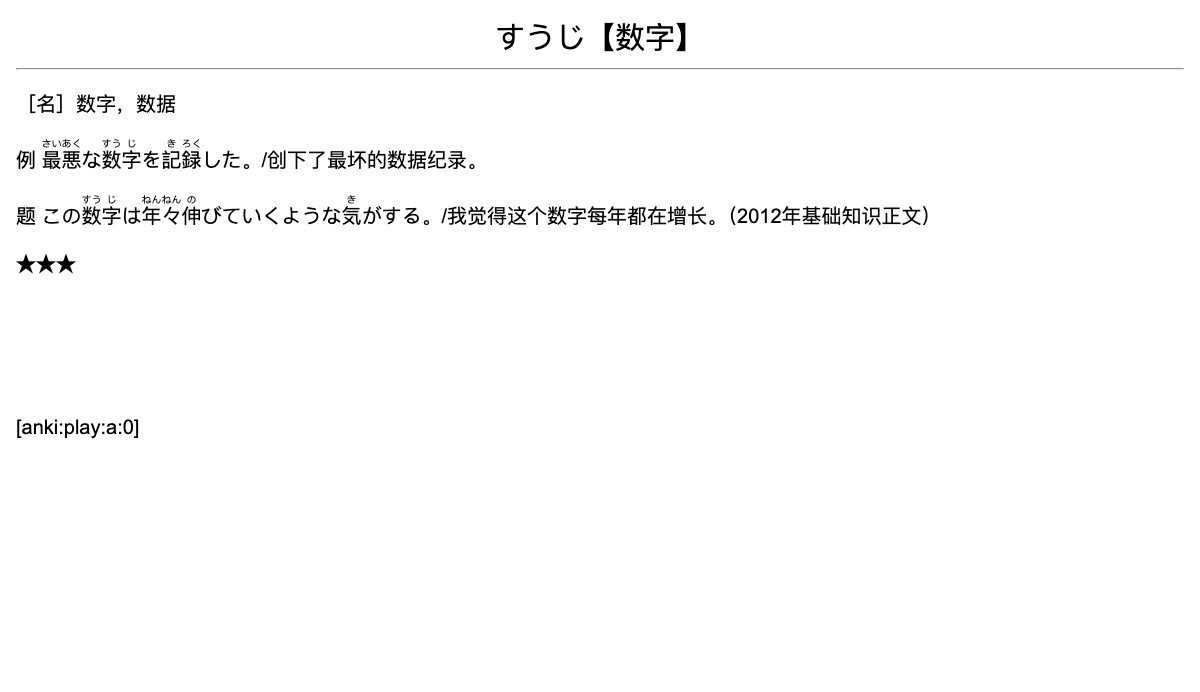 すうじ【数字】
［名］数字，数据
さいあく すう じ き ろく
例 最悪な数字を記録した。/创下了最坏的数据纪录。
すう じ ねんねん の き
题 この数字は年々伸びていくような気がする。/我觉得这个数字每年都在增长。（2012年基础知识正文）
★★★
[anki:play:a:0]